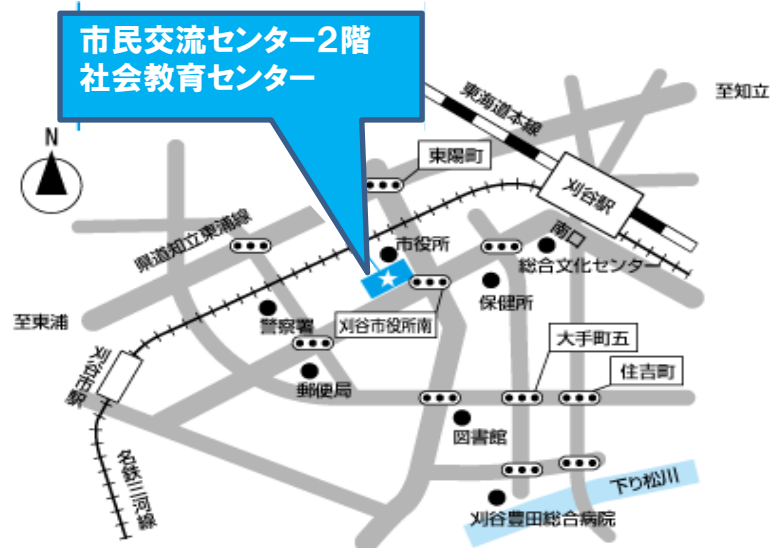 市民交流センター２階
社会教育センター
至知立
東海道本線
N
東陽町
刈谷駅
県道知立東浦線
市役所
南口
総合文化センター
保健所
至東浦
警察署
刈谷市役所南
大手町五
刈谷市駅
住吉町
郵便局
図書館
名鉄三河線
下り松川
刈谷豊田総合病院